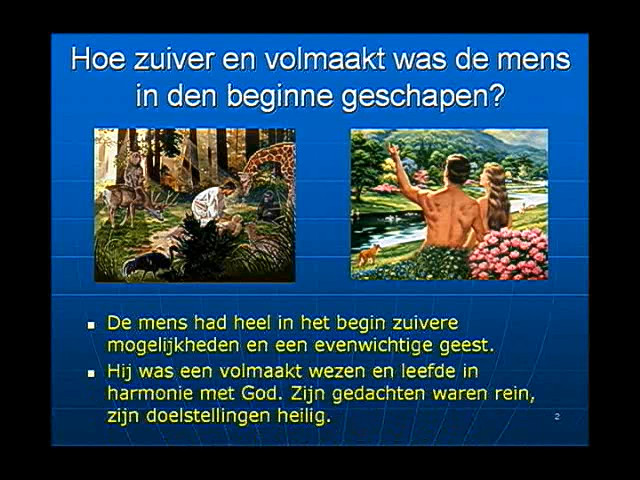 Hoe zuiver en volmaakt was de mens
in den beginne geschapen?
De mens had heel in het begin zuivere
mogelijkheden en een evenwichtige geest.
Hij was een volmaakt wezen en leefde in
harmonie met God. Zijn gedachten waren rein,
zijn doelstellingen heilig.
2